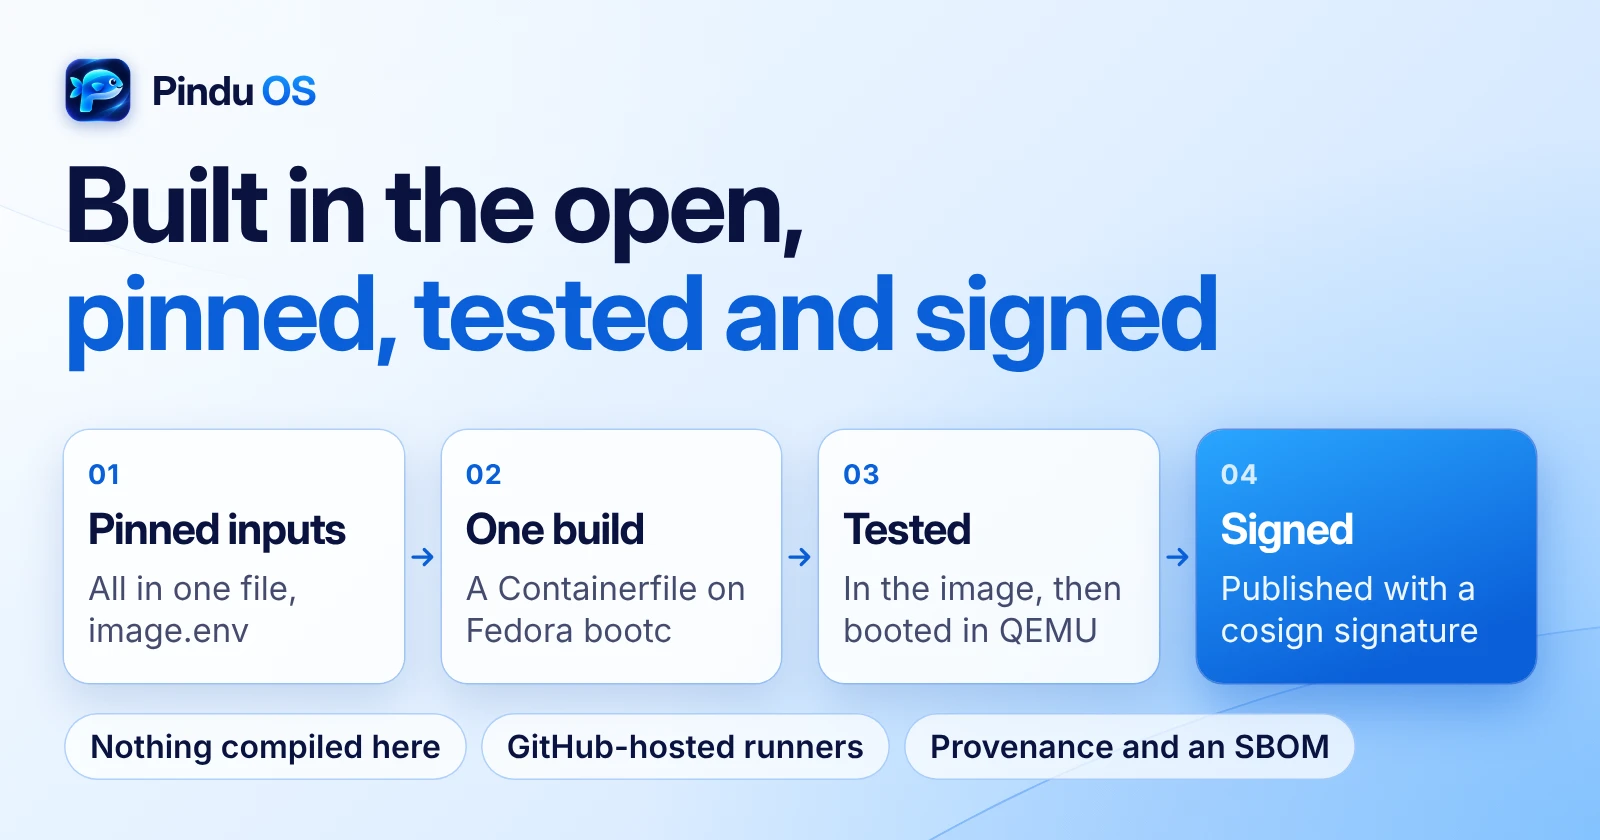 Pindu OS
Built in the open,
pinned, tested and signed
01
Pinned inputs
All in one file,
image.env
02
One build
A Containerfile on
Fedora bootc
03
Tested
In the image, then
booted in QEMU
04
Signed
Published with a
cosign signature
Nothing compiled here
GitHub-hosted runners
Provenance and an SBOM